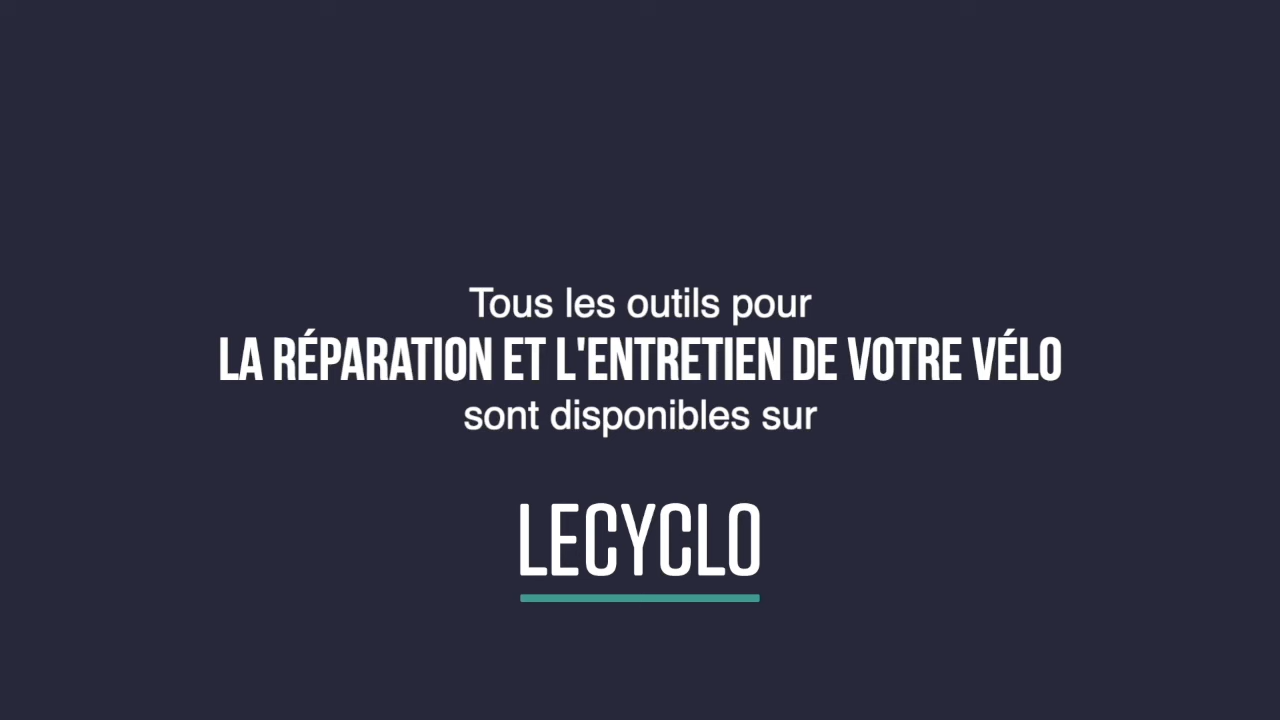 Tous les outils pour
LA RÉPARATION ET L'ENTRETIEN DE VOTRE VÉLO
sont disponibles sur
LECYCLO